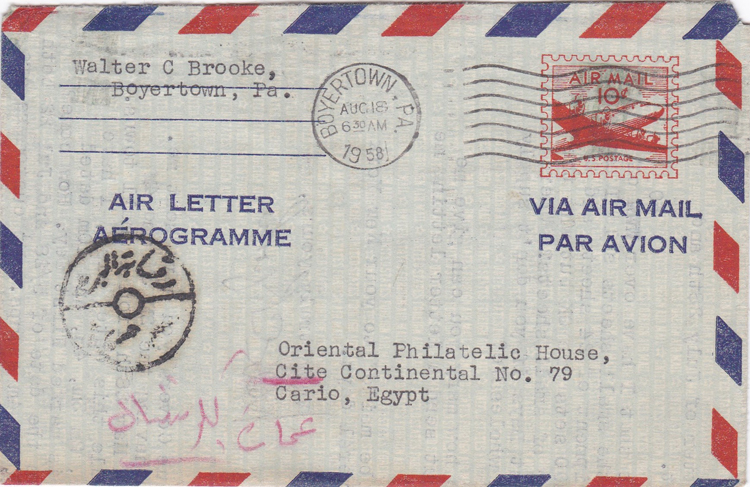 Walter C Brooke,
Boyertown, Pa.
BOYERTOWN, PA.
AUG 18
6 30 AM
1958
AIR MAIL
10¢
U.S. POSTAGE
AIR LETTER
AÉROGRAMME
VIA AIR MAIL
PAR AVION
Oriental Philatelic House,
Cite Continental No. 79
Cario, Egypt